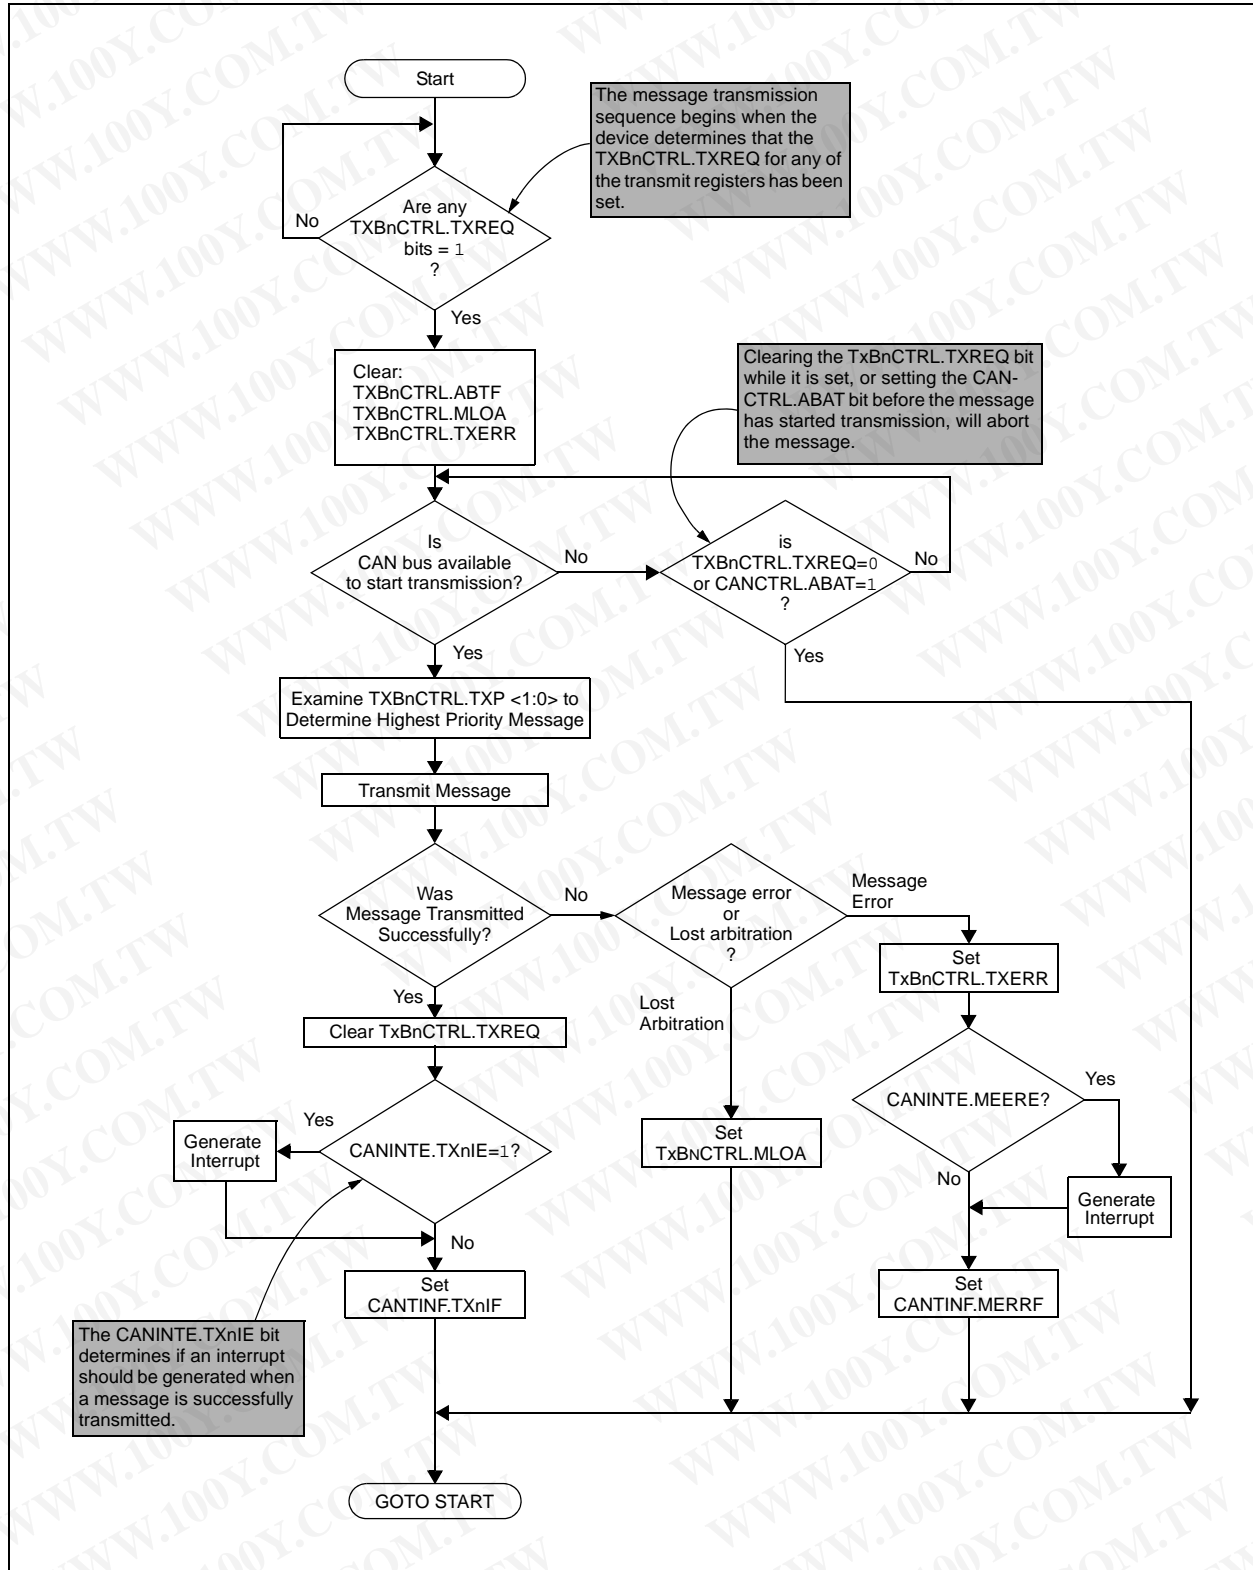 Start
The message transmission
sequence begins when the
device determines that the
TXBnCTRL.TXREQ for any of
the transmit registers has been
set.
Are any
TXBnCTRL.TXREQ
bits = 1
?
No
Yes
Clear:
TXBnCTRL.ABTF
TXBnCTRL.MLOA
TXBnCTRL.TXERR
Clearing the TxBnCTRL.TXREQ bit
while it is set, or setting the CAN-
CTRL.ABAT bit before the message
has started transmission, will abort
the message.
Is
CAN bus available
to start transmission?
No
is
TXBnCTRL.TXREQ=0
or CANCTRL.ABAT=1
?
No
Yes
Yes
Examine TXBnCTRL.TXP <1:0> to
Determine Highest Priority Message
Transmit Message
Was
Message Transmitted
Successfully?
No
Message error
or
Lost arbitration
?
Message
Error
Set
TxBnCTRL.TXERR
Yes
Lost
Arbitration
Clear TxBnCTRL.TXREQ
CANINTE.MEERE?
Yes
Yes
Generate
Interrupt
CANINTE.TXnIE=1?
Set
TxBNCTRL.MLOA
No
Generate
Interrupt
No
Set
CANTINF.TXnIF
Set
CANTINF.MERRF
The CANINTE.TXnIE bit
determines if an interrupt
should be generated when
a message is successfully
transmitted.
GOTO START
WWW.100Y.COM.TW